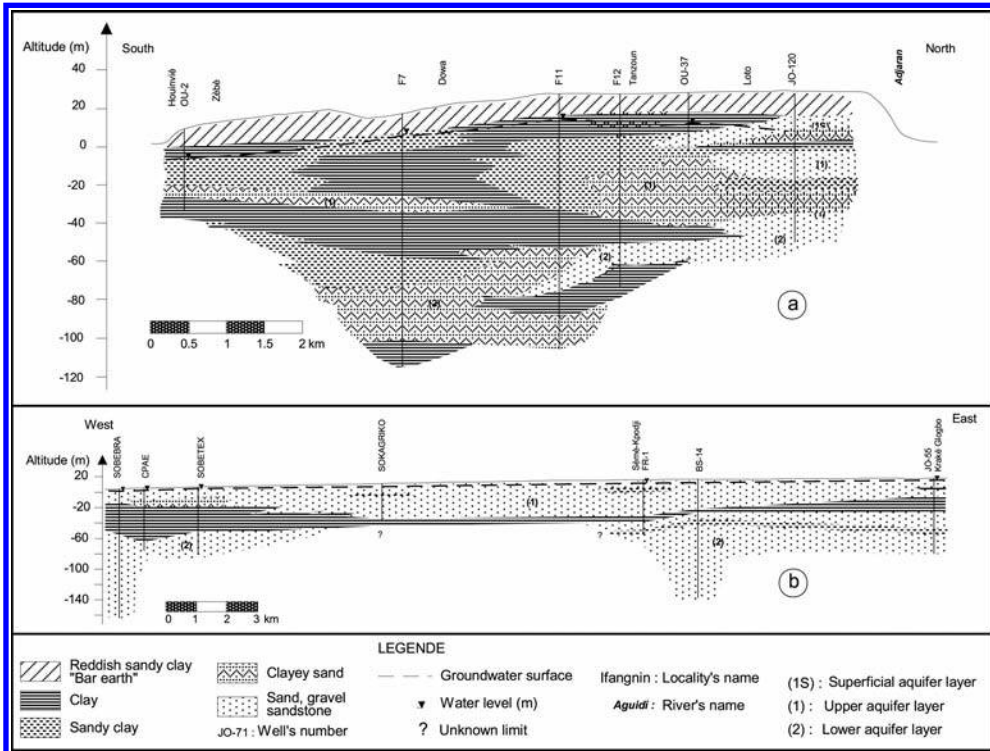 Altitude (m)
South
North
Houinvié
OU-2
Zèbè
F7
Dowa
F11
F12
Tanzoun
OU-37
Loto
JO-120
Adjaran
40
20
0
-20
-40
-60
-80
-100
-120
(1S)
(1)
(1)
(1)
(1)
(2)
(2)
(2)
a
0 0.5 1 1.5 2 km
West
East
Altitude (m)
SOBEBRA
CPAE
SOBETEX
SOKAGRIKO
Sèmè-Kpodji
FR-1
BS-14
JO-55
Kraké Glogbo
20
-20
-60
-100
-140
(1)
(2)
(2)
?
?
b
0 1 2 3 km
LEGENDE
Reddish sandy clay
"Bar earth"
Clay
Sandy clay
Clayey sand
Sand, gravel
sandstone
JO-71 : Well's number
Groundwater surface
Water level (m)
? Unknown limit
Ifangnin : Locality's name
Aguidi : River's name
(1S) : Superficial aquifer layer
(1) : Upper aquifer layer
(2) : Lower aquifer layer